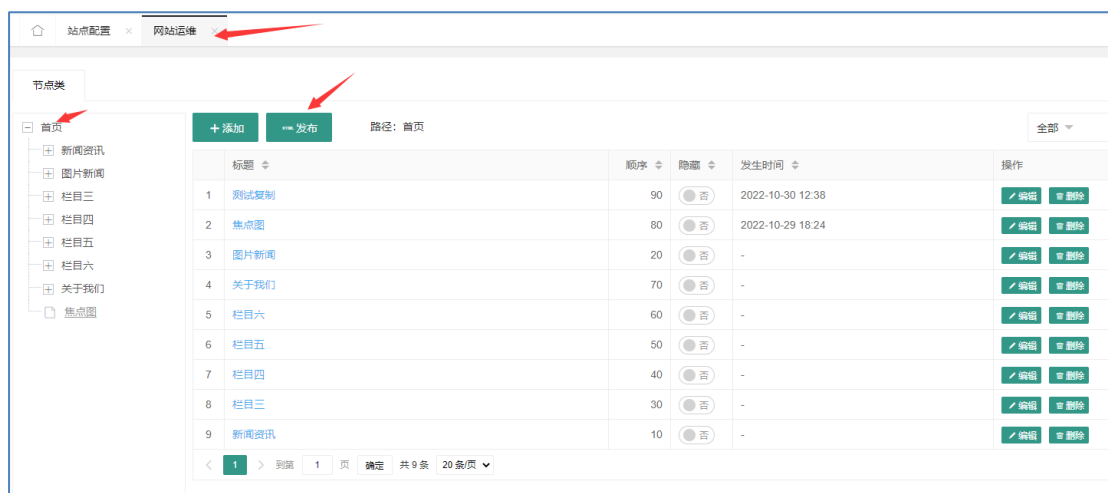 站点配置 × 网站运维 ×
节点类
首页
新闻资讯
图片新闻
栏目三
栏目四
栏目五
栏目六
关于我们
焦点图
+添加 HTML 发布 路径：首页 全部
标题 顺序 隐藏 发生时间 操作
1 测试复制 90 否 2022-10-30 12:38 编辑 删除
2 焦点图 80 否 2022-10-29 18:24 编辑 删除
3 图片新闻 20 否 - 编辑 删除
4 关于我们 70 否 - 编辑 删除
5 栏目六 60 否 - 编辑 删除
6 栏目五 50 否 - 编辑 删除
7 栏目四 40 否 - 编辑 删除
8 栏目三 30 否 - 编辑 删除
9 新闻资讯 10 否 - 编辑 删除
< 1 > 到第 1 页 确定 共 9 条 20 条/页